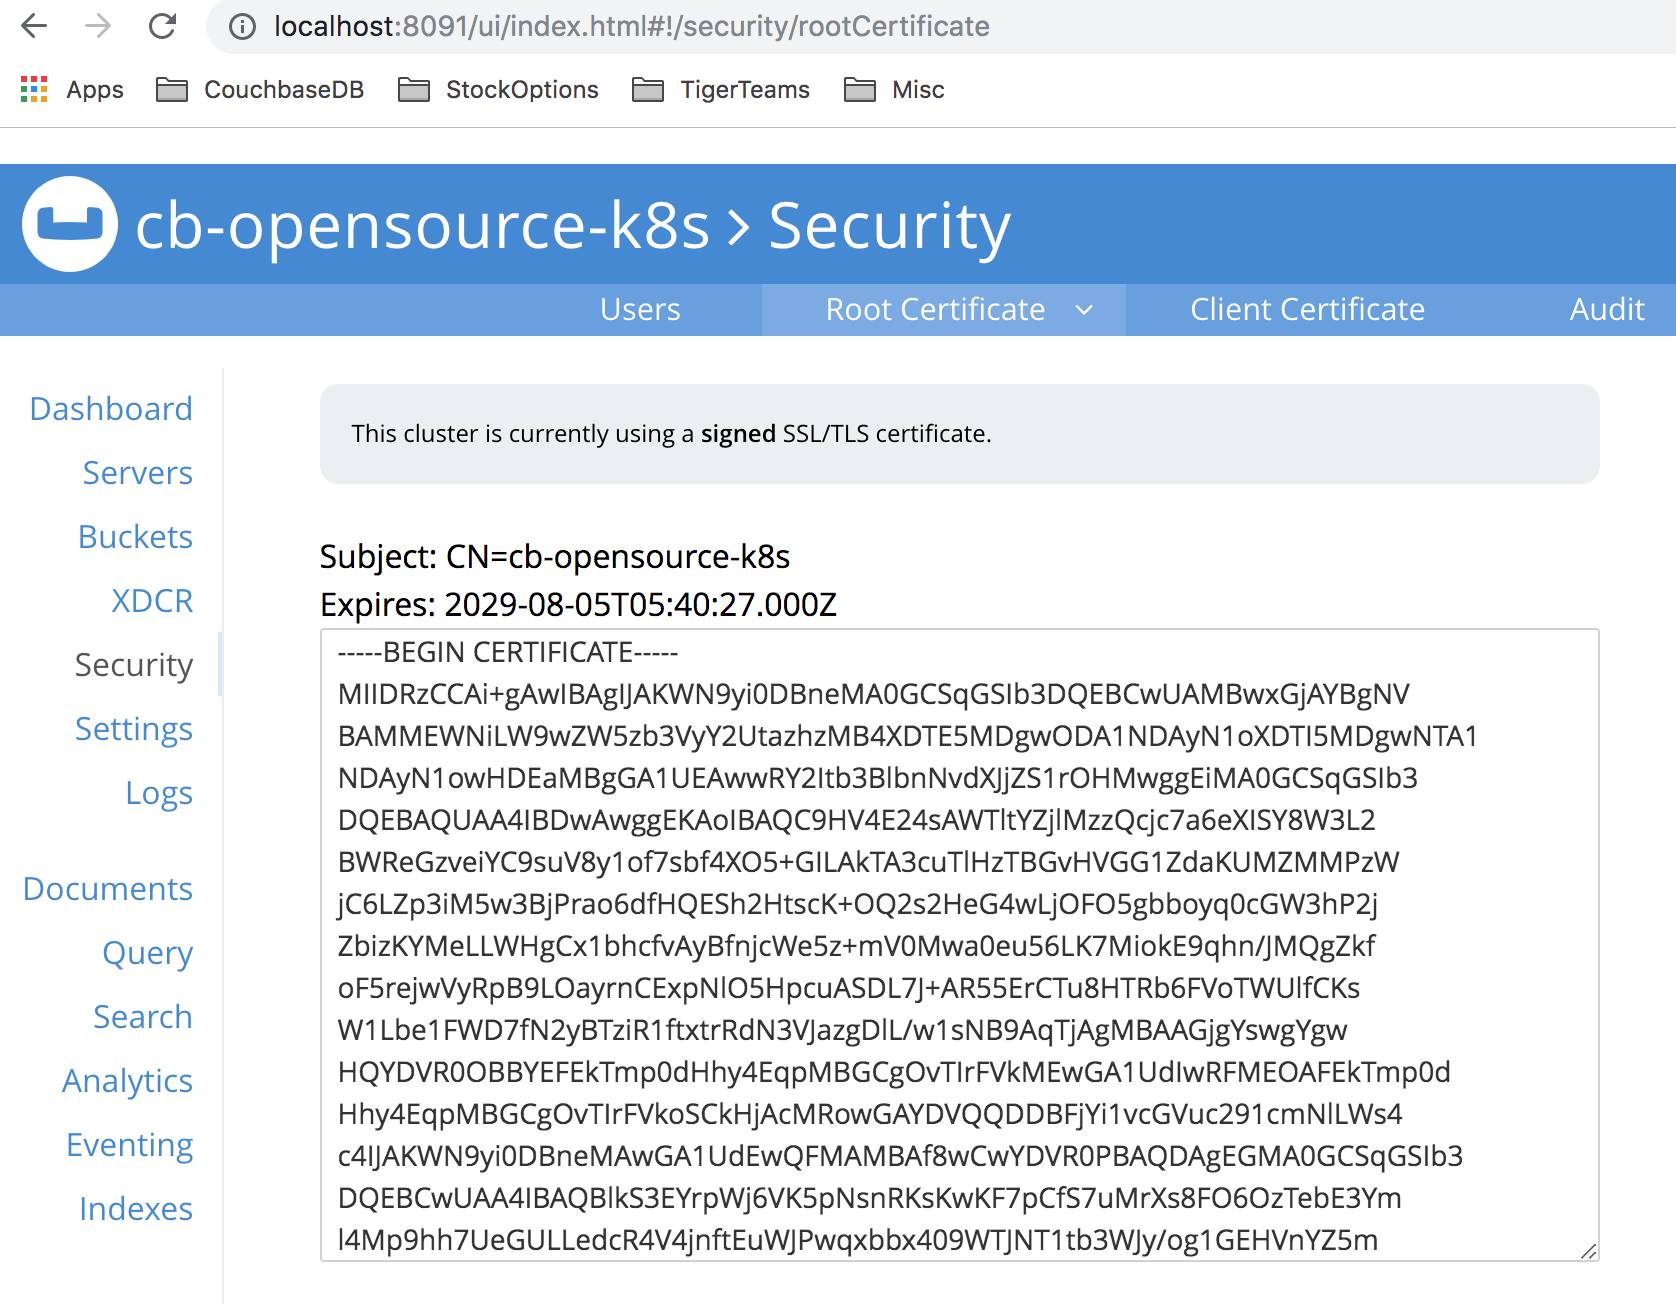 localhost:8091/ui/index.html#!/security/rootCertificate
Apps CouchbaseDB StockOptions TigerTeams Misc
cb-opensource-k8s > Security
Users Root Certificate Client Certificate Audit
Dashboard
Servers
Buckets
XDCR
Security
Settings
Logs
Documents
Query
Search
Analytics
Eventing
Indexes
This cluster is currently using a signed SSL/TLS certificate.
Subject: CN=cb-opensource-k8s
Expires: 2029-08-05T05:40:27.000Z
-----BEGIN CERTIFICATE-----
MIIDRzCCAi+gAwIBAgIJAKWN9yi0DBneMA0GCSqGSIb3DQEBCwUAMBwxGjAYBgNV
BAMMEWNiLW9wZW5zb3VyY2UtazhzMB4XDTE5MDgwODA1NDAyN1oXDTI5MDgwNTA1
NDAyN1owHDEaMBgGA1UEAwwRY2Itb3BlbnNvdXJjZS1rOHMwggEiMA0GCSqGSIb3
DQEBAQUAA4IBDwAwggEKAoIBAQC9HV4E24sAWTltYZjlMzzQcjc7a6eXISY8W3L2
BWReGzveiYC9suV8y1of7sbf4XO5+GILAkTA3cuTlHzTBGvHVGG1ZdaKUMZMMPzW
jC6LZp3iM5w3BjPrao6dfHQESh2HtscK+OQ2s2HeG4wLjOFO5gbboyq0cGW3hP2j
ZbizKYMeLLWHgCx1bhcfvAyBfnjcWe5z+mV0Mwa0eu56LK7MiokE9qhn/JMQgZkf
oF5rejwVyRpB9LOayrnCExpNlO5HpcuASDL7J+AR55ErCTu8HTRb6FVoTWUlfCKs
W1Lbe1FWD7fN2yBTziR1ftxtrRdN3VJazgDlL/w1sNB9AqTjAgMBAAGjgYswgYgw
HQYDVR0OBBYEFEkTmp0dHhy4EqpMBGCgOvTIrFVkMEwGA1UdIwRFMEOAFEkTmp0d
Hhy4EqpMBGCgOvTIrFVkoSCkHjAcMRowGAYDVQQDDBFjYi1vcGVuc291cmNlLWs4
c4IJAKWN9yi0DBneMAwGA1UdEwQFMAMBAf8wCwYDVR0PBAQDAgEGMA0GCSqGSIb3
DQEBCwUAA4IBAQBlkS3EYrpWj6VK5pNsnRKsKwKF7pCfS7uMrXs8FO6OzTebE3Ym
l4Mp9hh7UeGULLedcR4V4jnftEuWJPwqxbbx409WTJNT1tb3WJy/og1GEHVnYZ5m